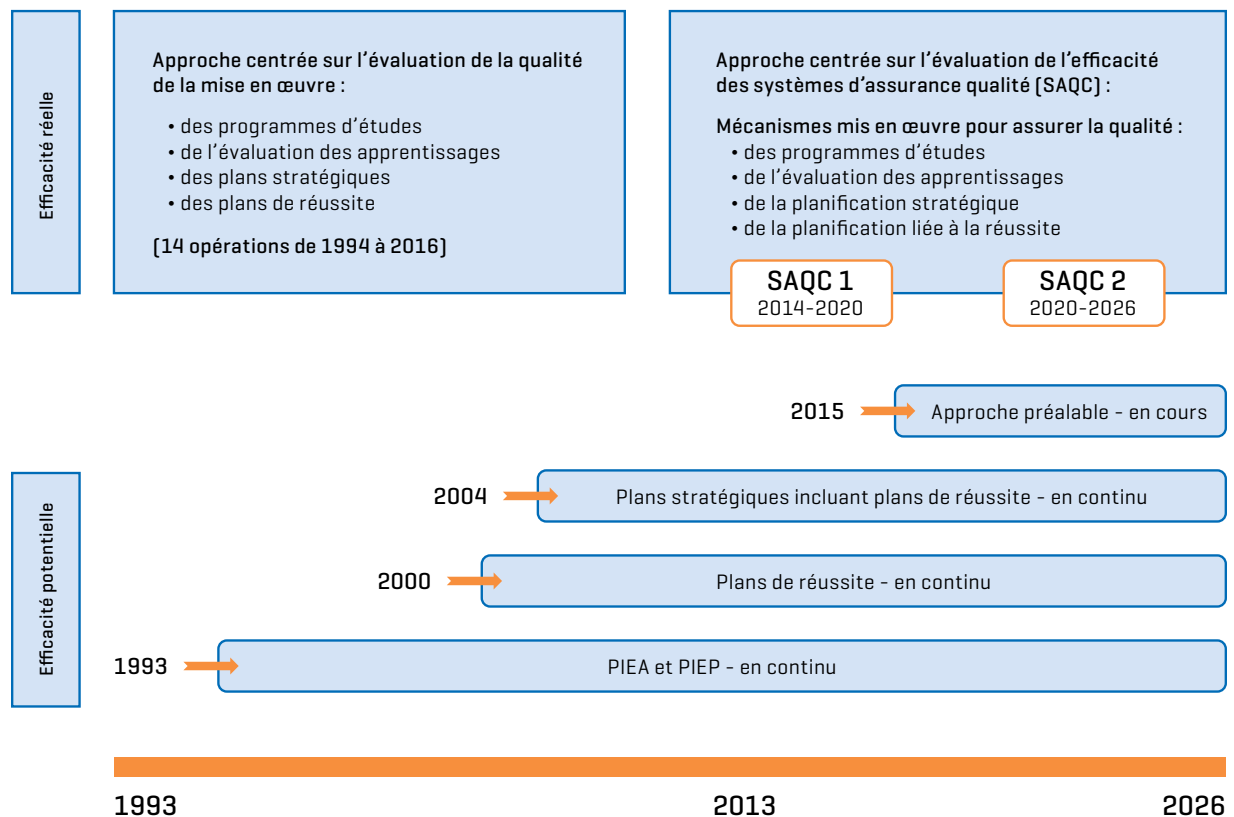 Efficacité réelle
Approche centrée sur l'évaluation de la qualité
de la mise en œuvre :
• des programmes d'études
• de l'évaluation des apprentissages
• des plans stratégiques
• des plans de réussite
(14 opérations de 1994 à 2016)
Approche centrée sur l'évaluation de l'efficacité
des systèmes d'assurance qualité (SAQC) :
Mécanismes mis en œuvre pour assurer la qualité :
• des programmes d'études
• de l'évaluation des apprentissages
• de la planification stratégique
• de la planification liée à la réussite
SAQC 1
2014-2020
SAQC 2
2020-2026
Efficacité potentielle
2015
Approche préalable - en cours
2004
Plans stratégiques incluant plans de réussite - en continu
2000
Plans de réussite - en continu
1993
PIEA et PIEP - en continu
1993
2013
2026